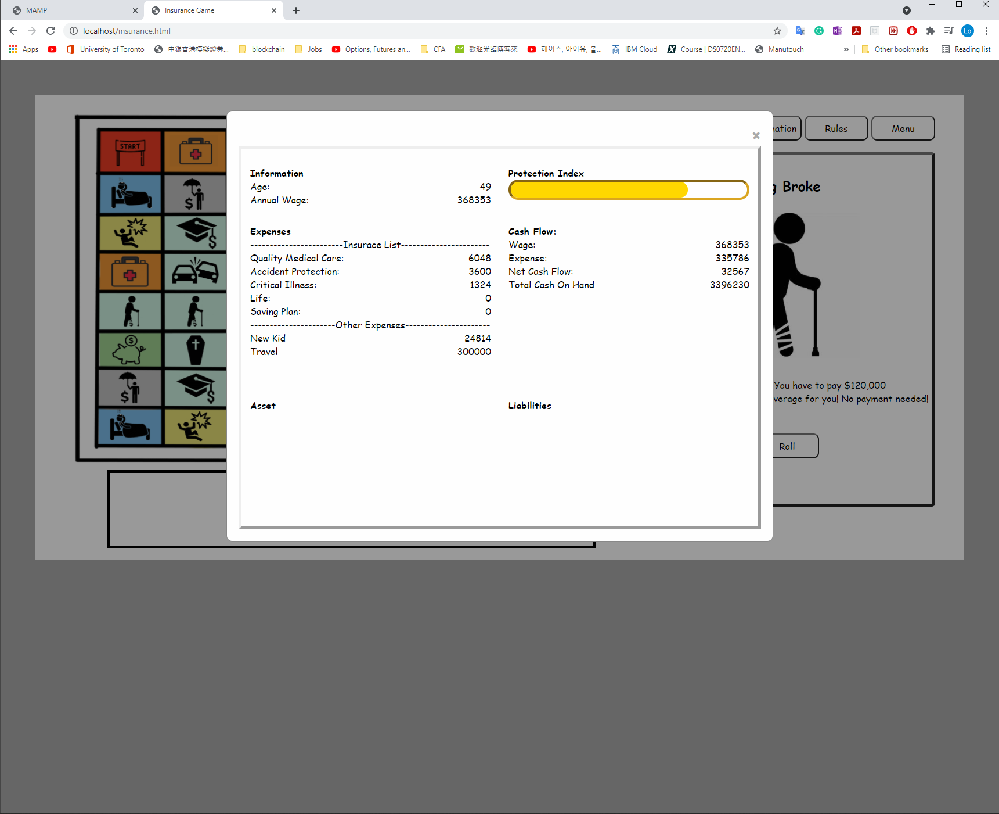 MAMP
Insurance Game
localhost/insurance.html
Lo
Apps
University of Toronto
中銀香港模擬證券...
blockchain
Jobs
Options, Futures an...
CFA
歡迎光臨博客來
헤이즈, 아이유, 볼...
IBM Cloud
Course | DS0720EN...
Manutouch
»
Other bookmarks
Reading list
START
ation
Rules
Menu
Information
Age: 49
Annual Wage: 368353
Protection Index
Broke
Expenses
------------------------Insurace List-----------------------
Quality Medical Care: 6048
Accident Protection: 3600
Critical Illness: 1324
Life: 0
Saving Plan: 0
----------------------Other Expenses----------------------
New Kid 24814
Travel 300000
Cash Flow:
Wage: 368353
Expense: 335786
Net Cash Flow: 32567
Total Cash On Hand 3396230
Asset
Liabilities
You have to pay $120,000
verage for you! No payment needed!
Roll